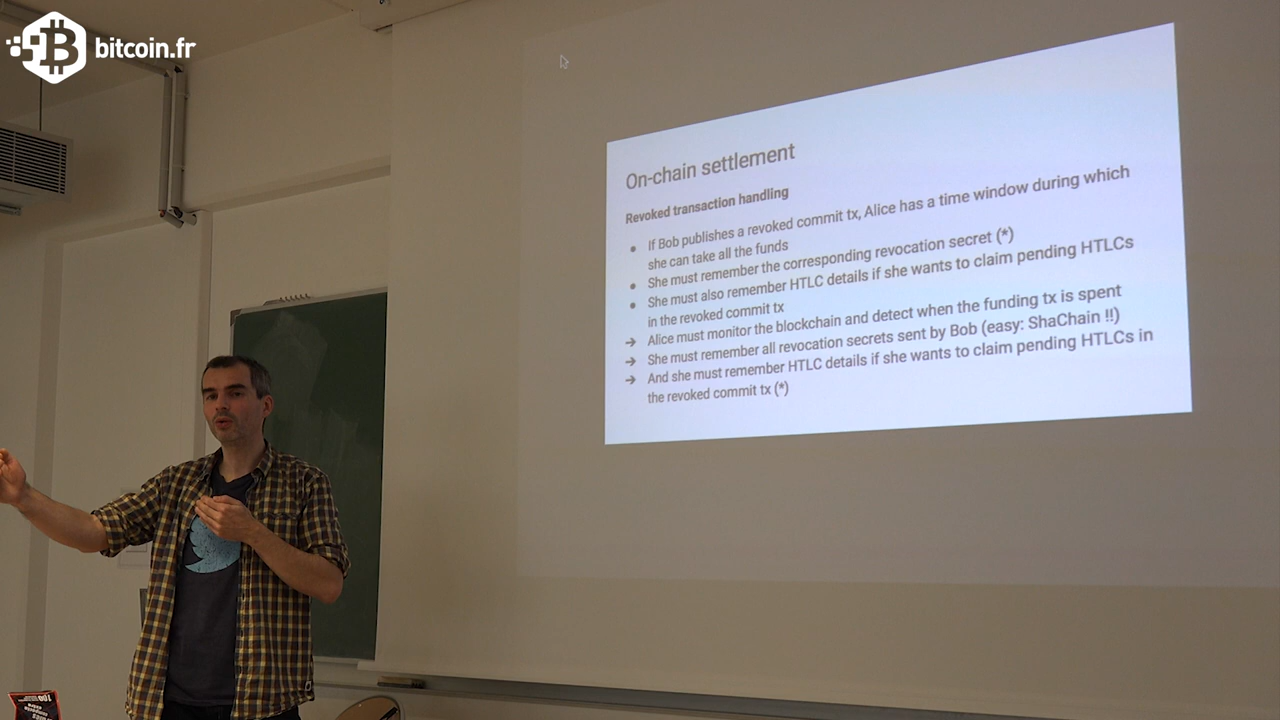 bitcoin.fr
On-chain settlement
Revoked transaction handling
● If Bob publishes a revoked commit tx, Alice has a time window during which
she can take all the funds
● She must remember the corresponding revocation secret (*)
● She must also remember HTLC details if she wants to claim pending HTLCs
in the revoked commit tx
➔ Alice must monitor the blockchain and detect when the funding tx is spent
➔ She must remember all revocation secrets sent by Bob (easy: ShaChain !!)
➔ And she must remember HTLC details if she wants to claim pending HTLCs in
the revoked commit tx (*)